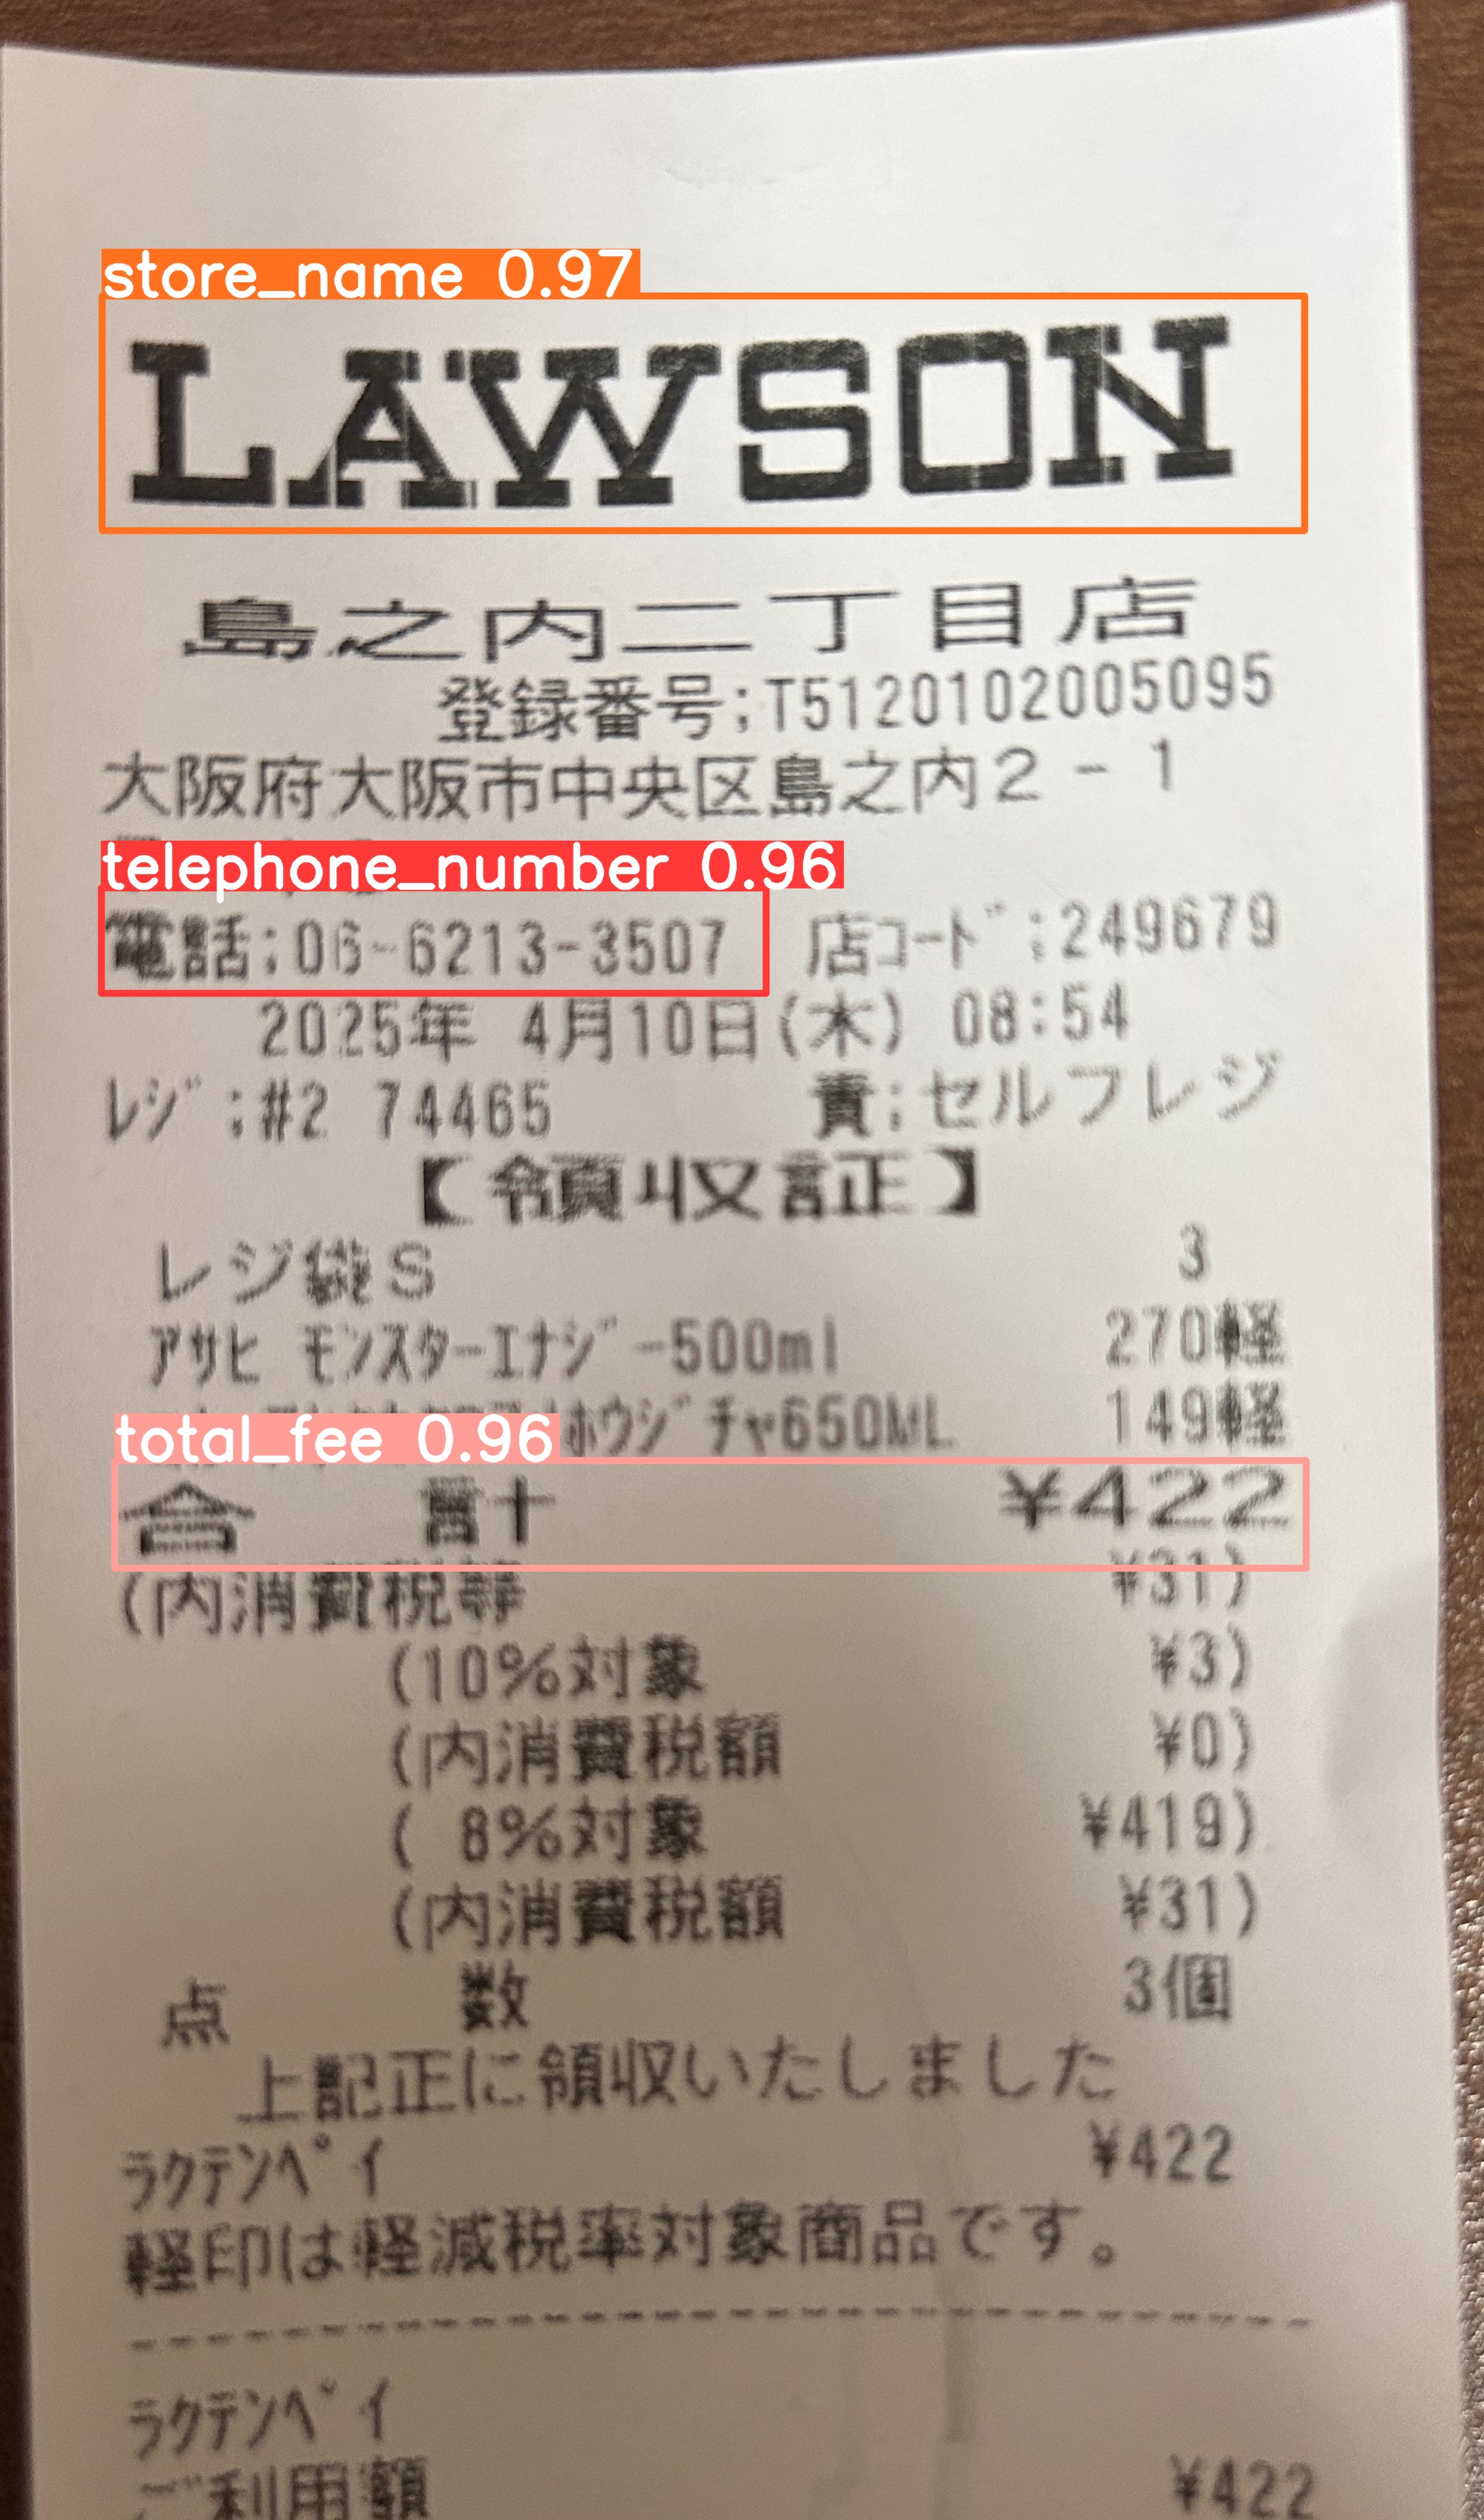 store_name 0.97
LAWSON
島之内二丁目店
登録番号;T5120102005095
大阪府大阪市中央区島之内2-1
telephone_number 0.96
電話:06-6213-3507 店コード:249679
2025年 4月10日(木) 08:54
レジ:#2 74465 責:セルフレジ
【領収証】
レジ袋S 3
アサヒ モンスターエナジー500ml 270軽
total_fee 0.96 ホウジチャ650ML 149軽
合計 ¥422
(内消費税等 ¥31)
(10%対象 ¥3)
(内消費税額 ¥0)
( 8%対象 ¥419)
(内消費税額 ¥31)
点数 3個
上記正に領収いたしました
ラクテンペイ ¥422
軽印は軽減税率対象商品です。
ラクテンペイ
ご利用額 ¥422